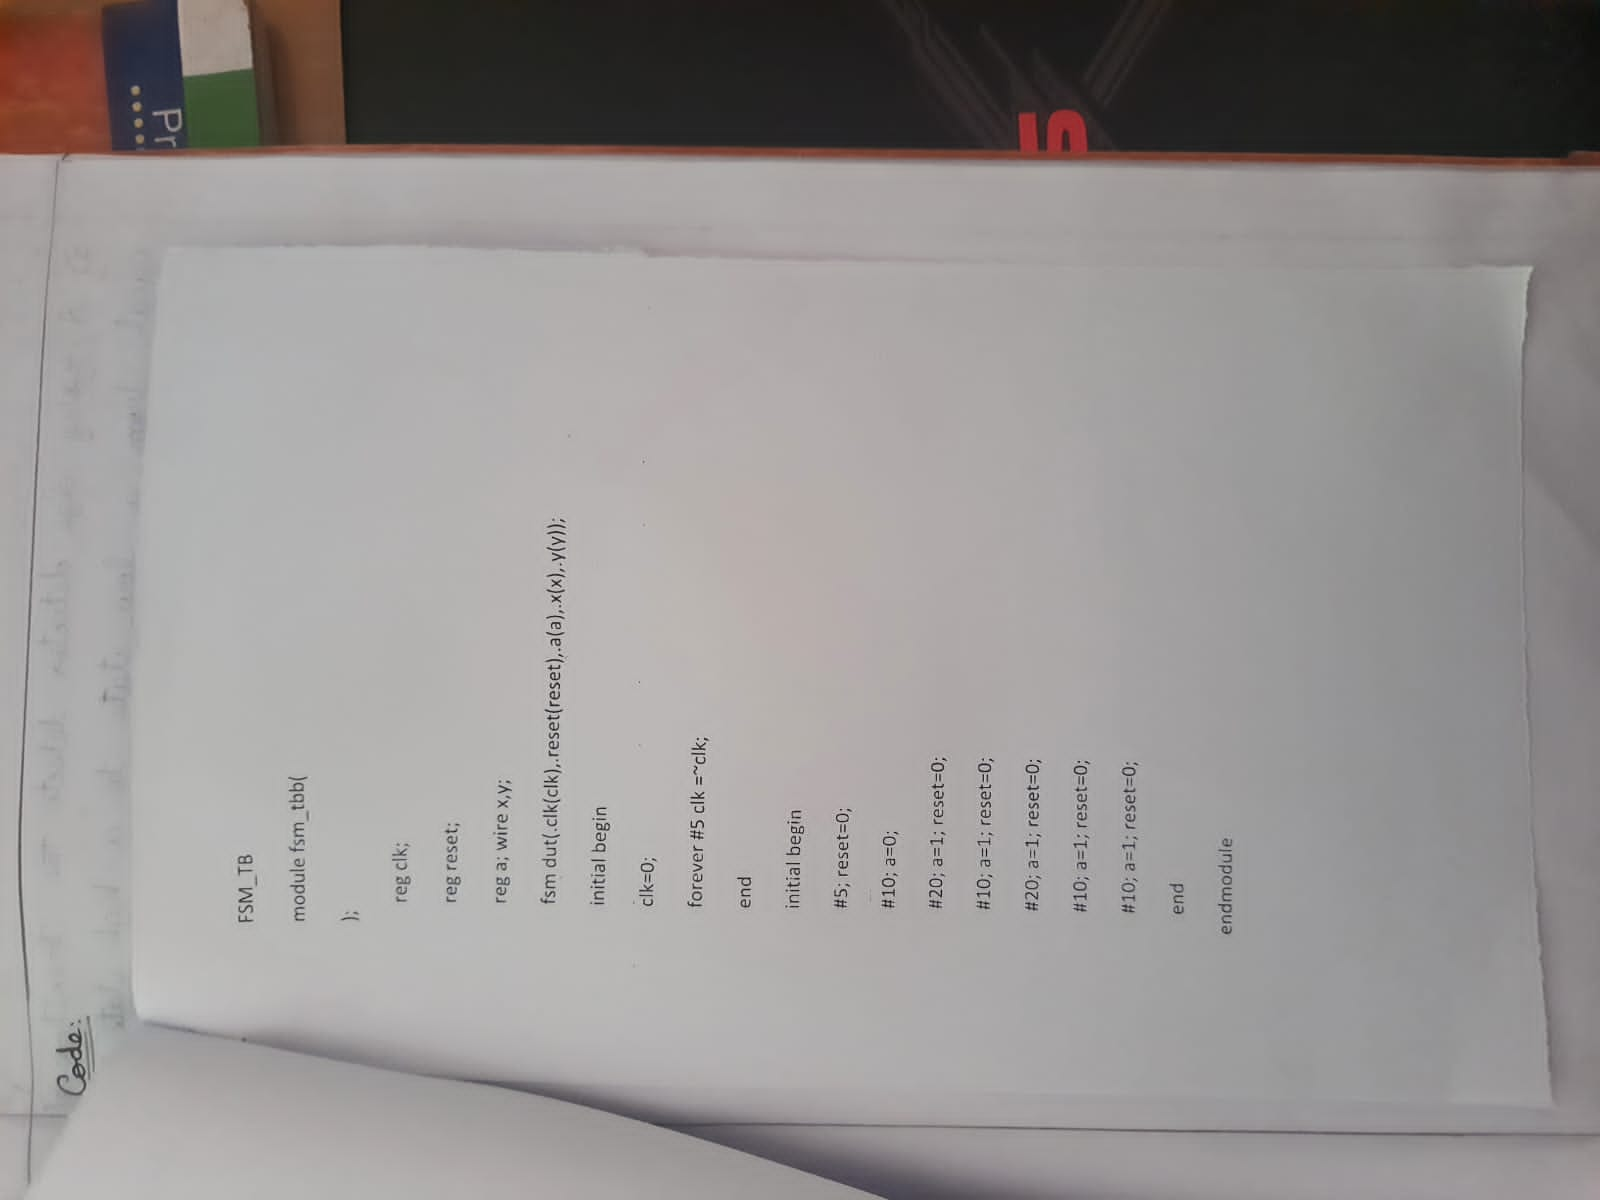 Pr
5
Code:
FSM_TB
module fsm_tbb(
);
reg clk;
reg reset;
reg a; wire x,y;
fsm dut(.clk(clk),.reset(reset),.a(a),.x(x),.y(y));
initial begin
clk=0;
forever #5 clk =~clk;
end
initial begin
#5; reset=0;
#10; a=0;
#20; a=1; reset=0;
#10; a=1; reset=0;
#20; a=1; reset=0;
#10; a=1; reset=0;
#10; a=1; reset=0;
end
endmodule